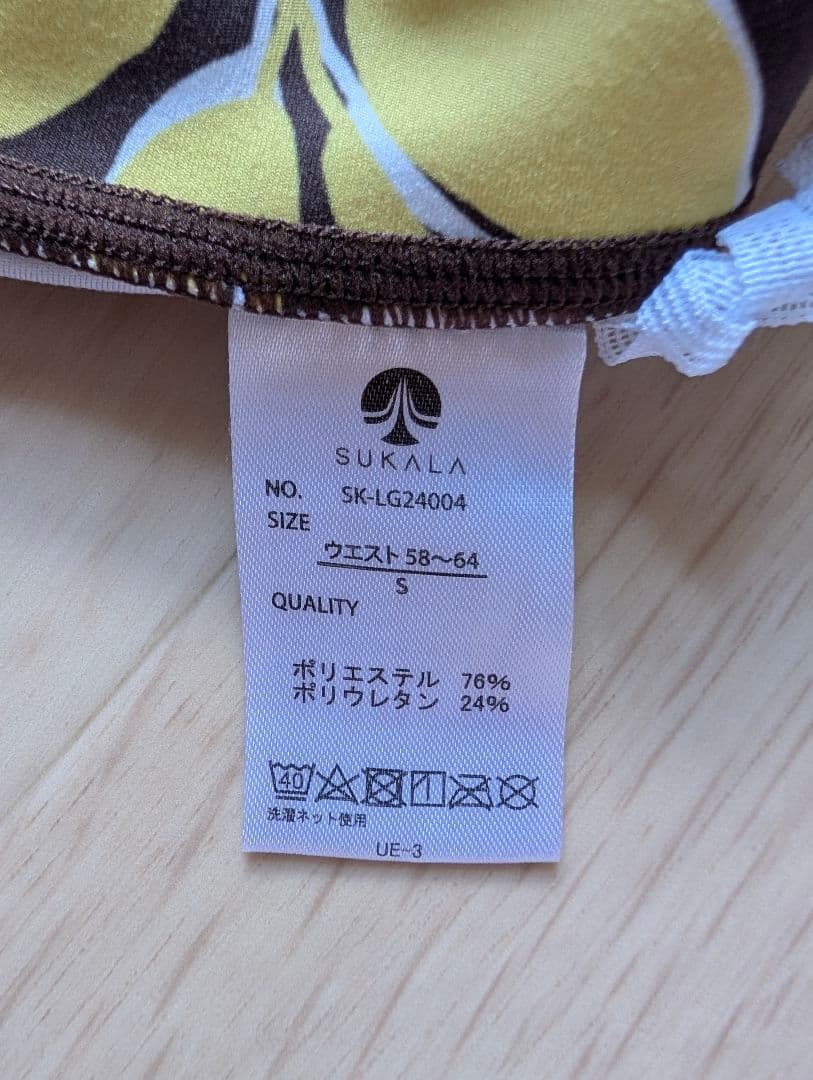 SUKALA
NO. SK-LG24004
SIZE
ウエスト 58〜64
S
QUALITY
ポリエステル 76%
ポリウレタン 24%
40
洗濯ネット使用
UE-3